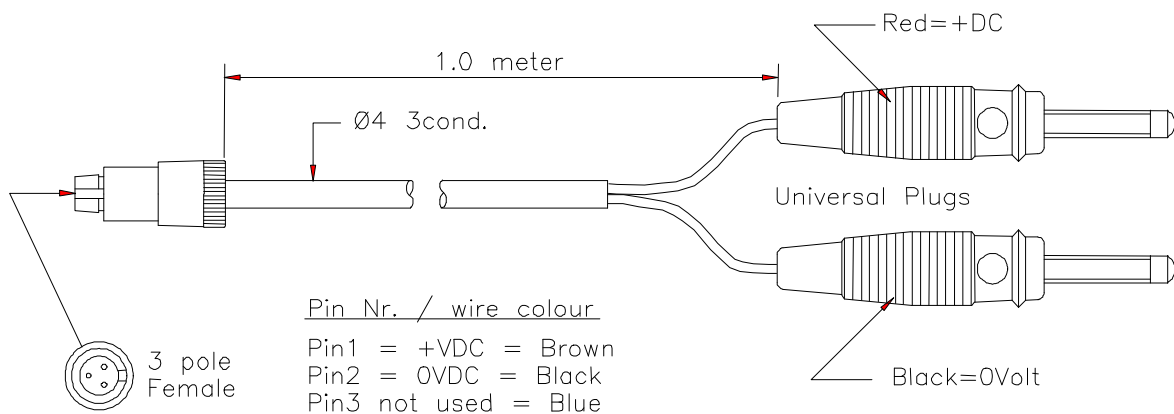 Red=+DC
1.0 meter
Ø4 3cond.
Universal Plugs
Pin Nr. / wire colour
3 pole
Female
Pin1 = +VDC = Brown
Pin2 = 0VDC = Black
Pin3 not used = Blue
Black=0Volt